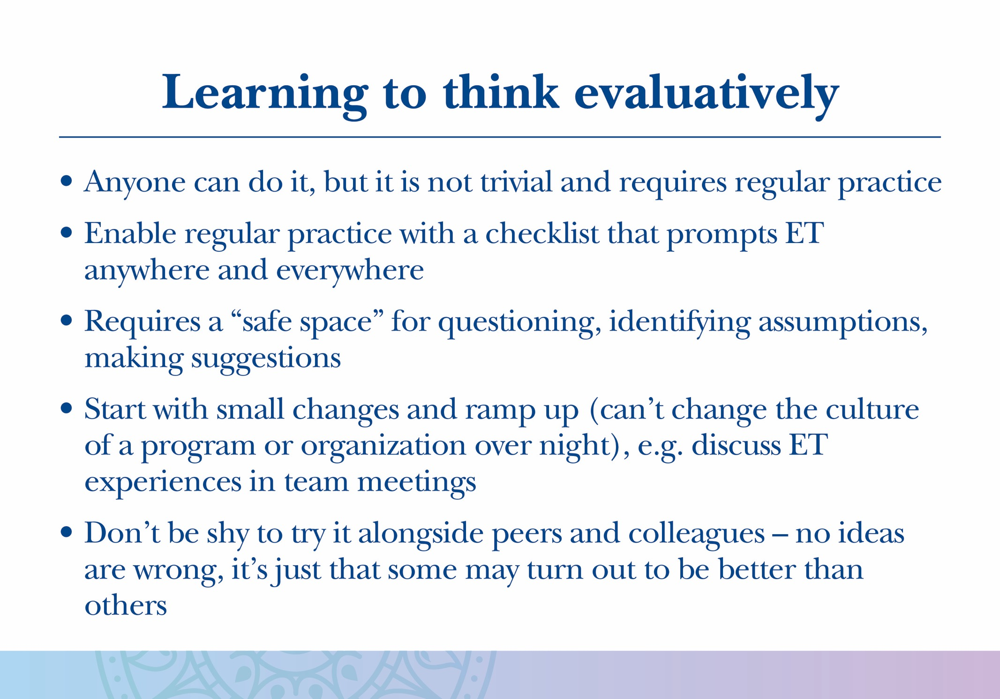 Learning to think evaluatively
• Anyone can do it, but it is not trivial and requires regular practice
• Enable regular practice with a checklist that prompts ET
anywhere and everywhere
• Requires a “safe space” for questioning, identifying assumptions,
making suggestions
• Start with small changes and ramp up (can’t change the culture
of a program or organization over night), e.g. discuss ET
experiences in team meetings
• Don’t be shy to try it alongside peers and colleagues – no ideas
are wrong, it’s just that some may turn out to be better than
others